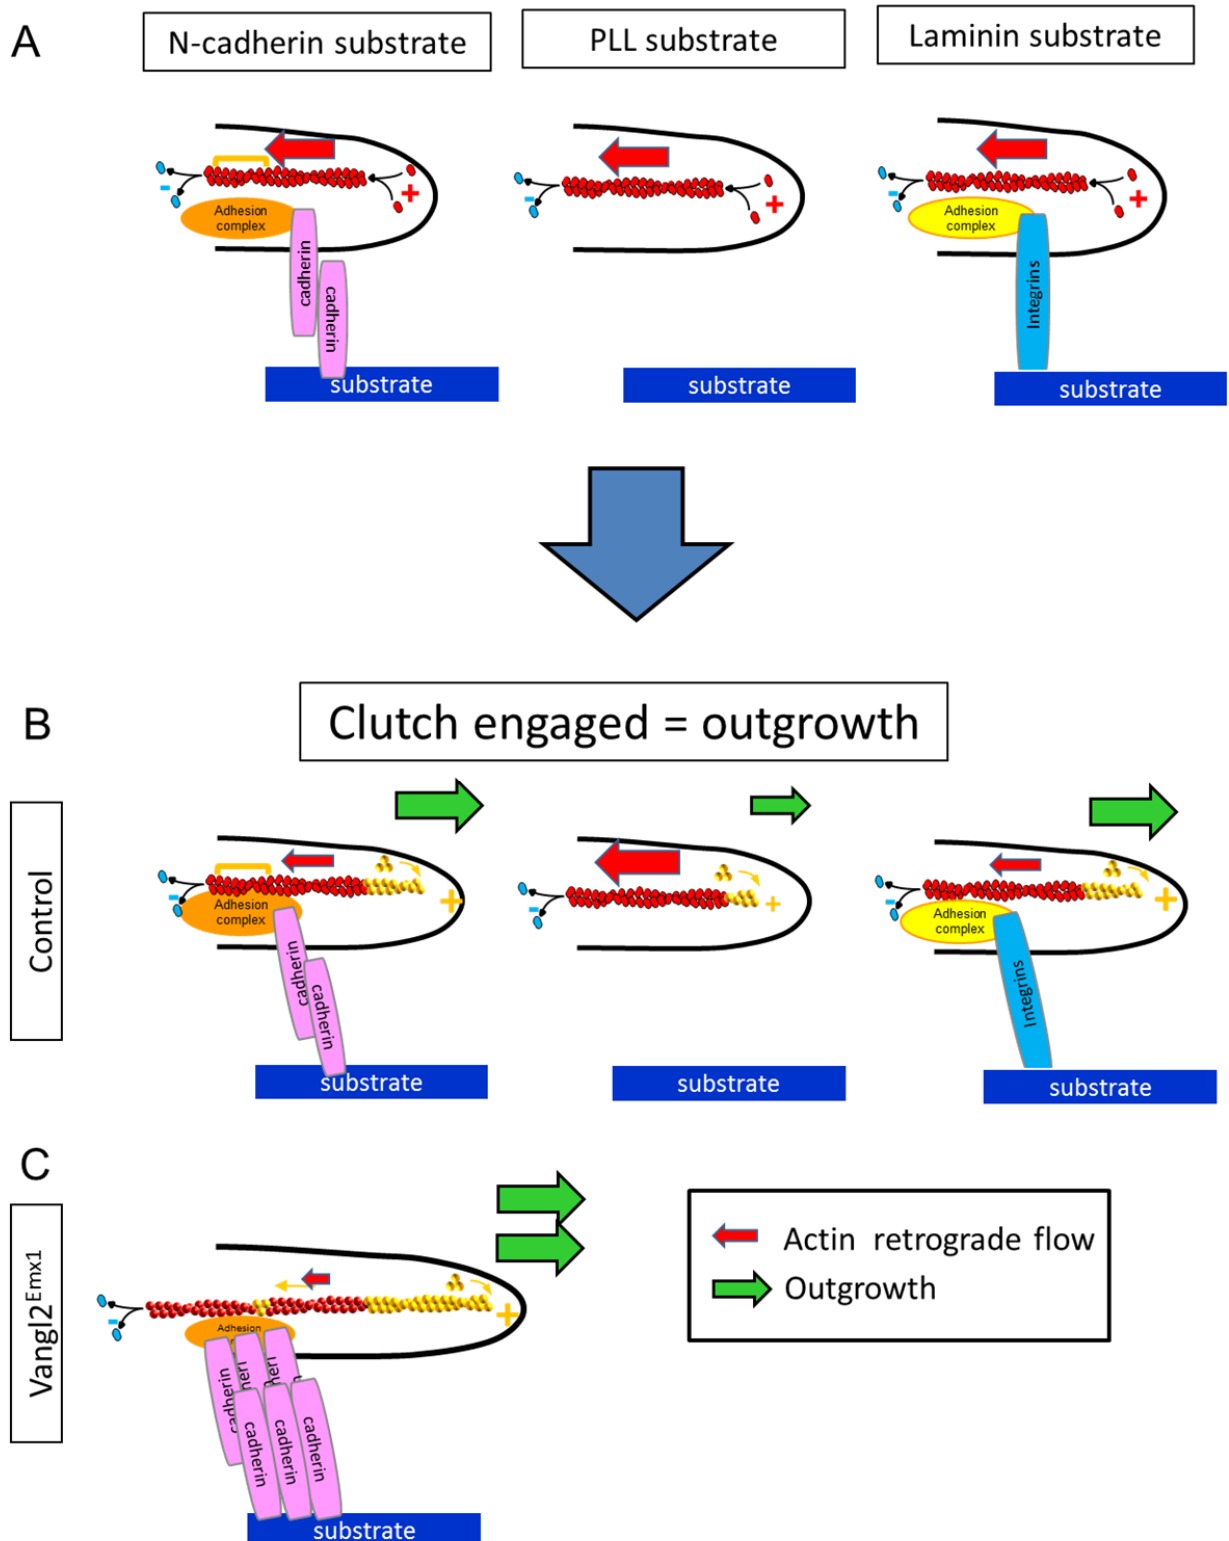 A
N-cadherin substrate
PLL substrate
Laminin substrate
-
+
Adhesion
complex
cadherin
cadherin
substrate
-
+
substrate
-
+
Adhesion
complex
Integrins
substrate
B
Clutch engaged = outgrowth
Control
-
+
Adhesion
complex
cadherin
cadherin
substrate
-
+
substrate
-
+
Adhesion
complex
Integrins
substrate
C
Vangl2Emx1
-
+
Adhesion
cadherin
cadherin
cadherin
cadherin
substrate
Actin retrograde flow
Outgrowth